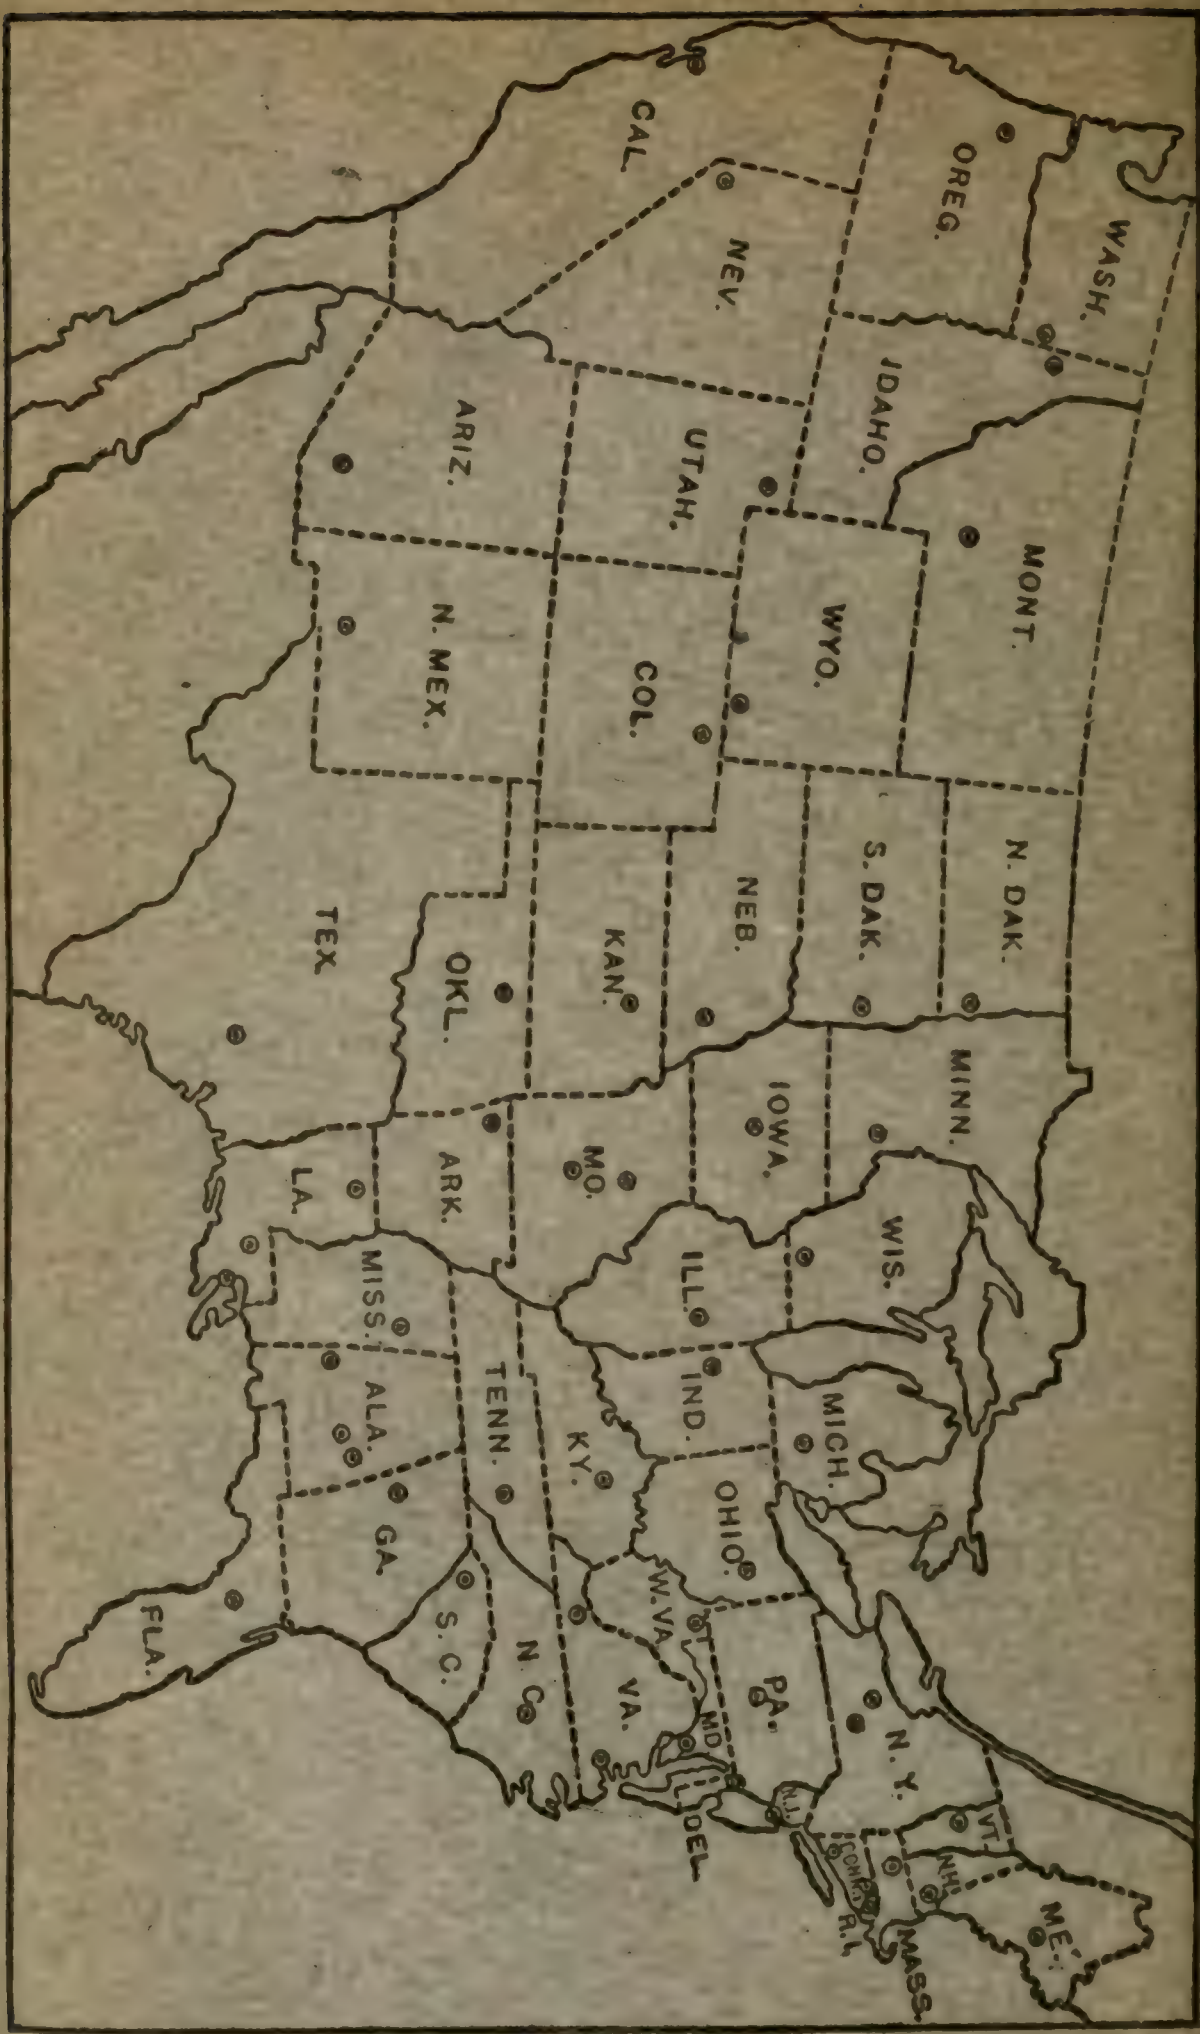 WASH.
OREG.
CAL.
NEV.
IDAHO.
MONT.
WYO.
UTAH.
COL.
ARIZ.
N. MEX.
N. DAK.
S. DAK.
NEB.
KAN.
OKL.
TEX.
MINN.
IOWA.
MO.
ARK.
LA.
WIS.
ILL.
MICH.
IND.
OHIO.
KY.
TENN.
MISS.
ALA.
GA.
FLA.
S. C.
N. C.
VA.
W. VA.
MD
DEL
PA.
N.J.
N. Y.
CONN.
R.I.
MASS.
VT.
N.H.
ME.